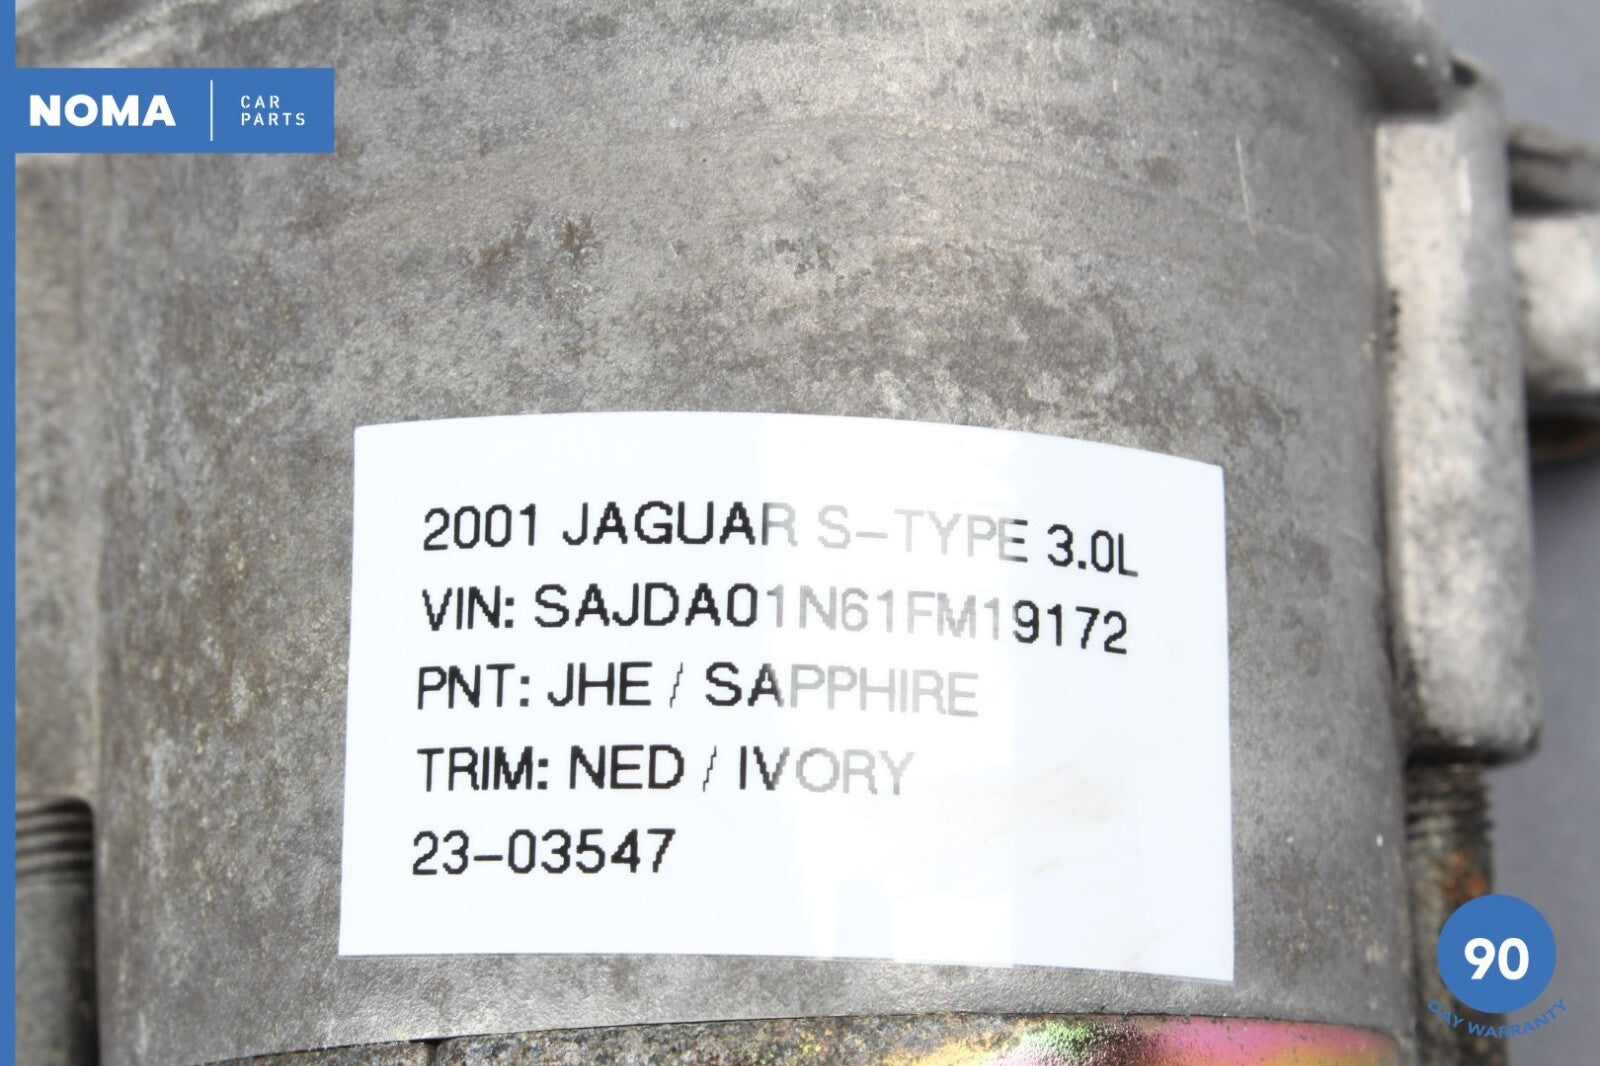 NOMA
CAR
PARTS
2001 JAGUAR S-TYPE 3.0L
VIN: SAJDA01N61FM19172
PNT: JHE / SAPPHIRE
TRIM: NED / IVORY
23-03547
90
DAY WARRANTY